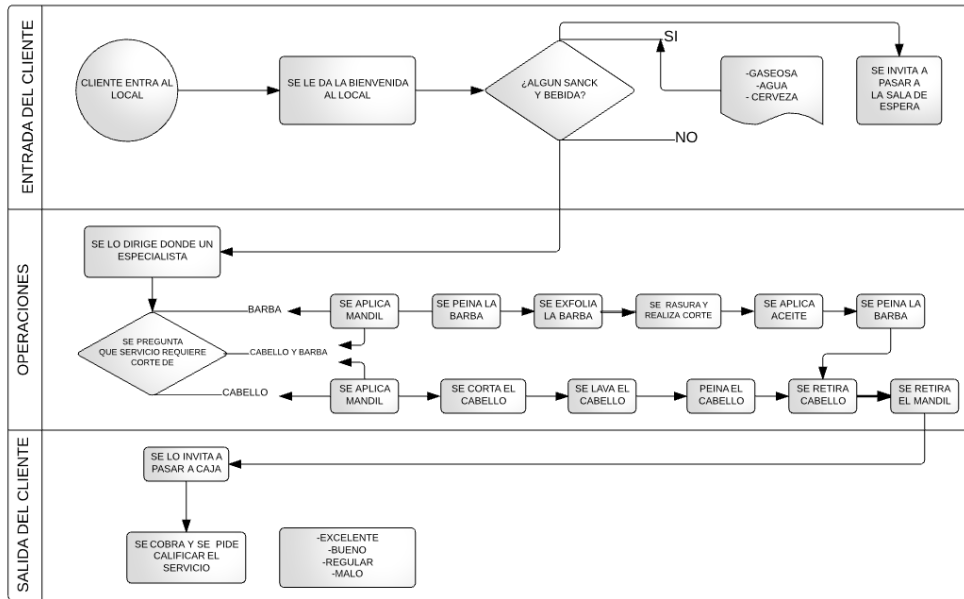 ENTRADA DEL CLIENTE
CLIENTE ENTRA AL
LOCAL
SE LE DA LA BIENVENIDA
AL LOCAL
¿ALGUN SANCK
Y BEBIDA?
SI
NO
-GASEOSA
-AGUA
- CERVEZA
SE INVITA A
PASAR A
LA SALA DE
ESPERA
OPERACIONES
SE LO DIRIGE DONDE UN
ESPECIALISTA
SE PREGUNTA
QUE SERVICIO REQUIERE
CORTE DE
BARBA
CABELLO Y BARBA
CABELLO
SE APLICA
MANDIL
SE PEINA LA
BARBA
SE EXFOLIA
LA BARBA
SE RASURA Y
REALIZA CORTE
SE APLICA
ACEITE
SE PEINA LA
BARBA
SE APLICA
MANDIL
SE CORTA EL
CABELLO
SE LAVA EL
CABELLO
PEINA EL
CABELLO
SE RETIRA
CABELLO
SE RETIRA
EL MANDIL
SALIDA DEL CLIENTE
SE LO INVITA A
PASAR A CAJA
SE COBRA Y SE PIDE
CALIFICAR EL
SERVICIO
-EXCELENTE
-BUENO
-REGULAR
-MALO